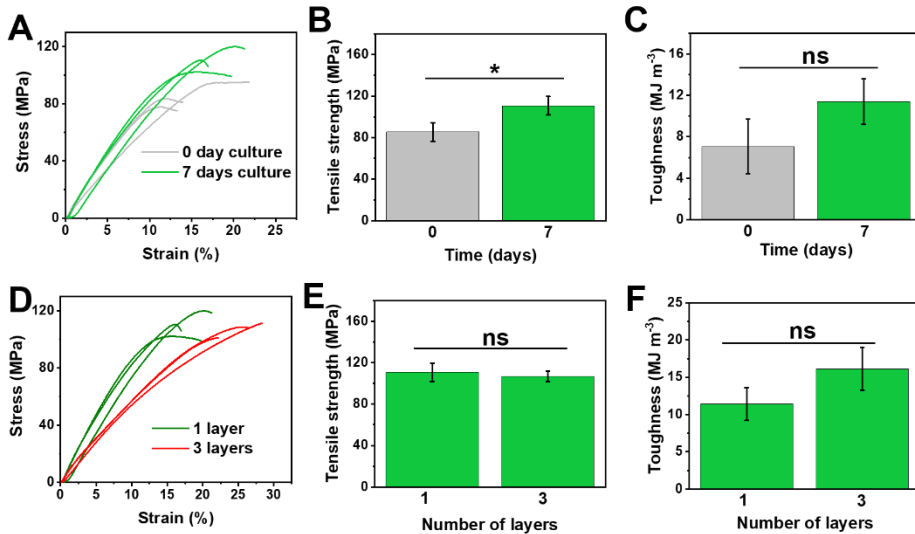 A
Stress (MPa)
120
80
40
0
0 day culture
7 days culture
0 5 10 15 20 25
Strain (%)
B
Tensile strength (MPa)
160
120
80
40
0
*
0 7
Time (days)
C
Toughness (MJ m-3)
16
12
8
4
0
ns
0 7
Time (days)
D
Stress (MPa)
120
80
40
0
1 layer
3 layers
0 5 10 15 20 25 30
Strain (%)
E
Tensile strength (MPa)
160
120
80
40
0
ns
1 3
Number of layers
F
Toughness (MJ m-3)
25
20
15
10
5
0
ns
1 3
Number of layers